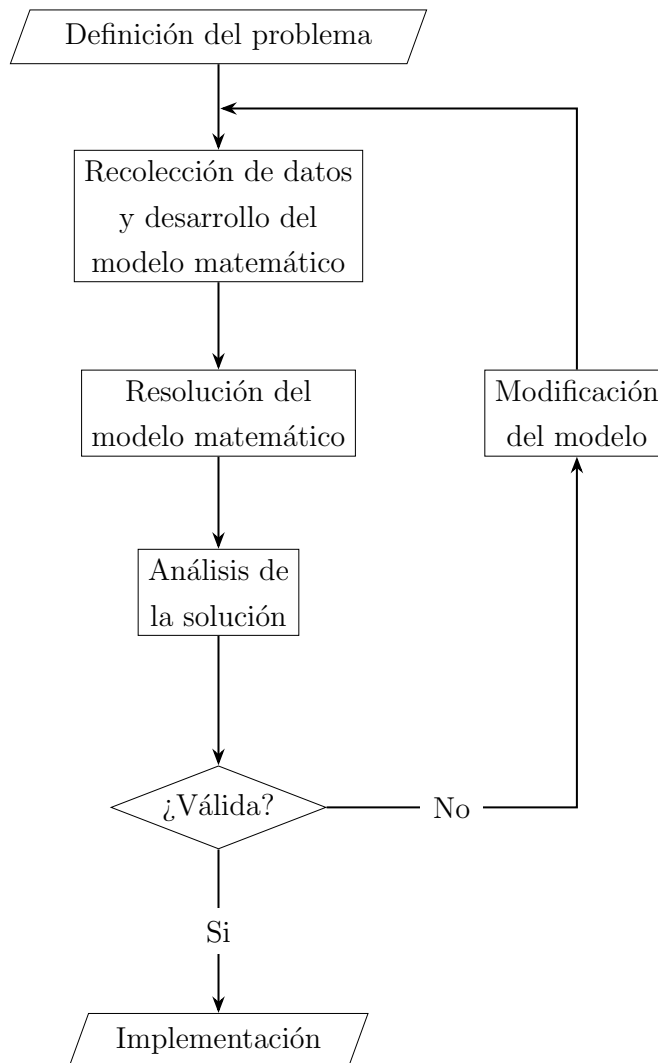 Definición del problema
Recolección de datos
y desarrollo del
modelo matemático
Resolución del
modelo matemático
Modificación
del modelo
Análisis de
la solución
¿Válida?
No
Si
Implementación